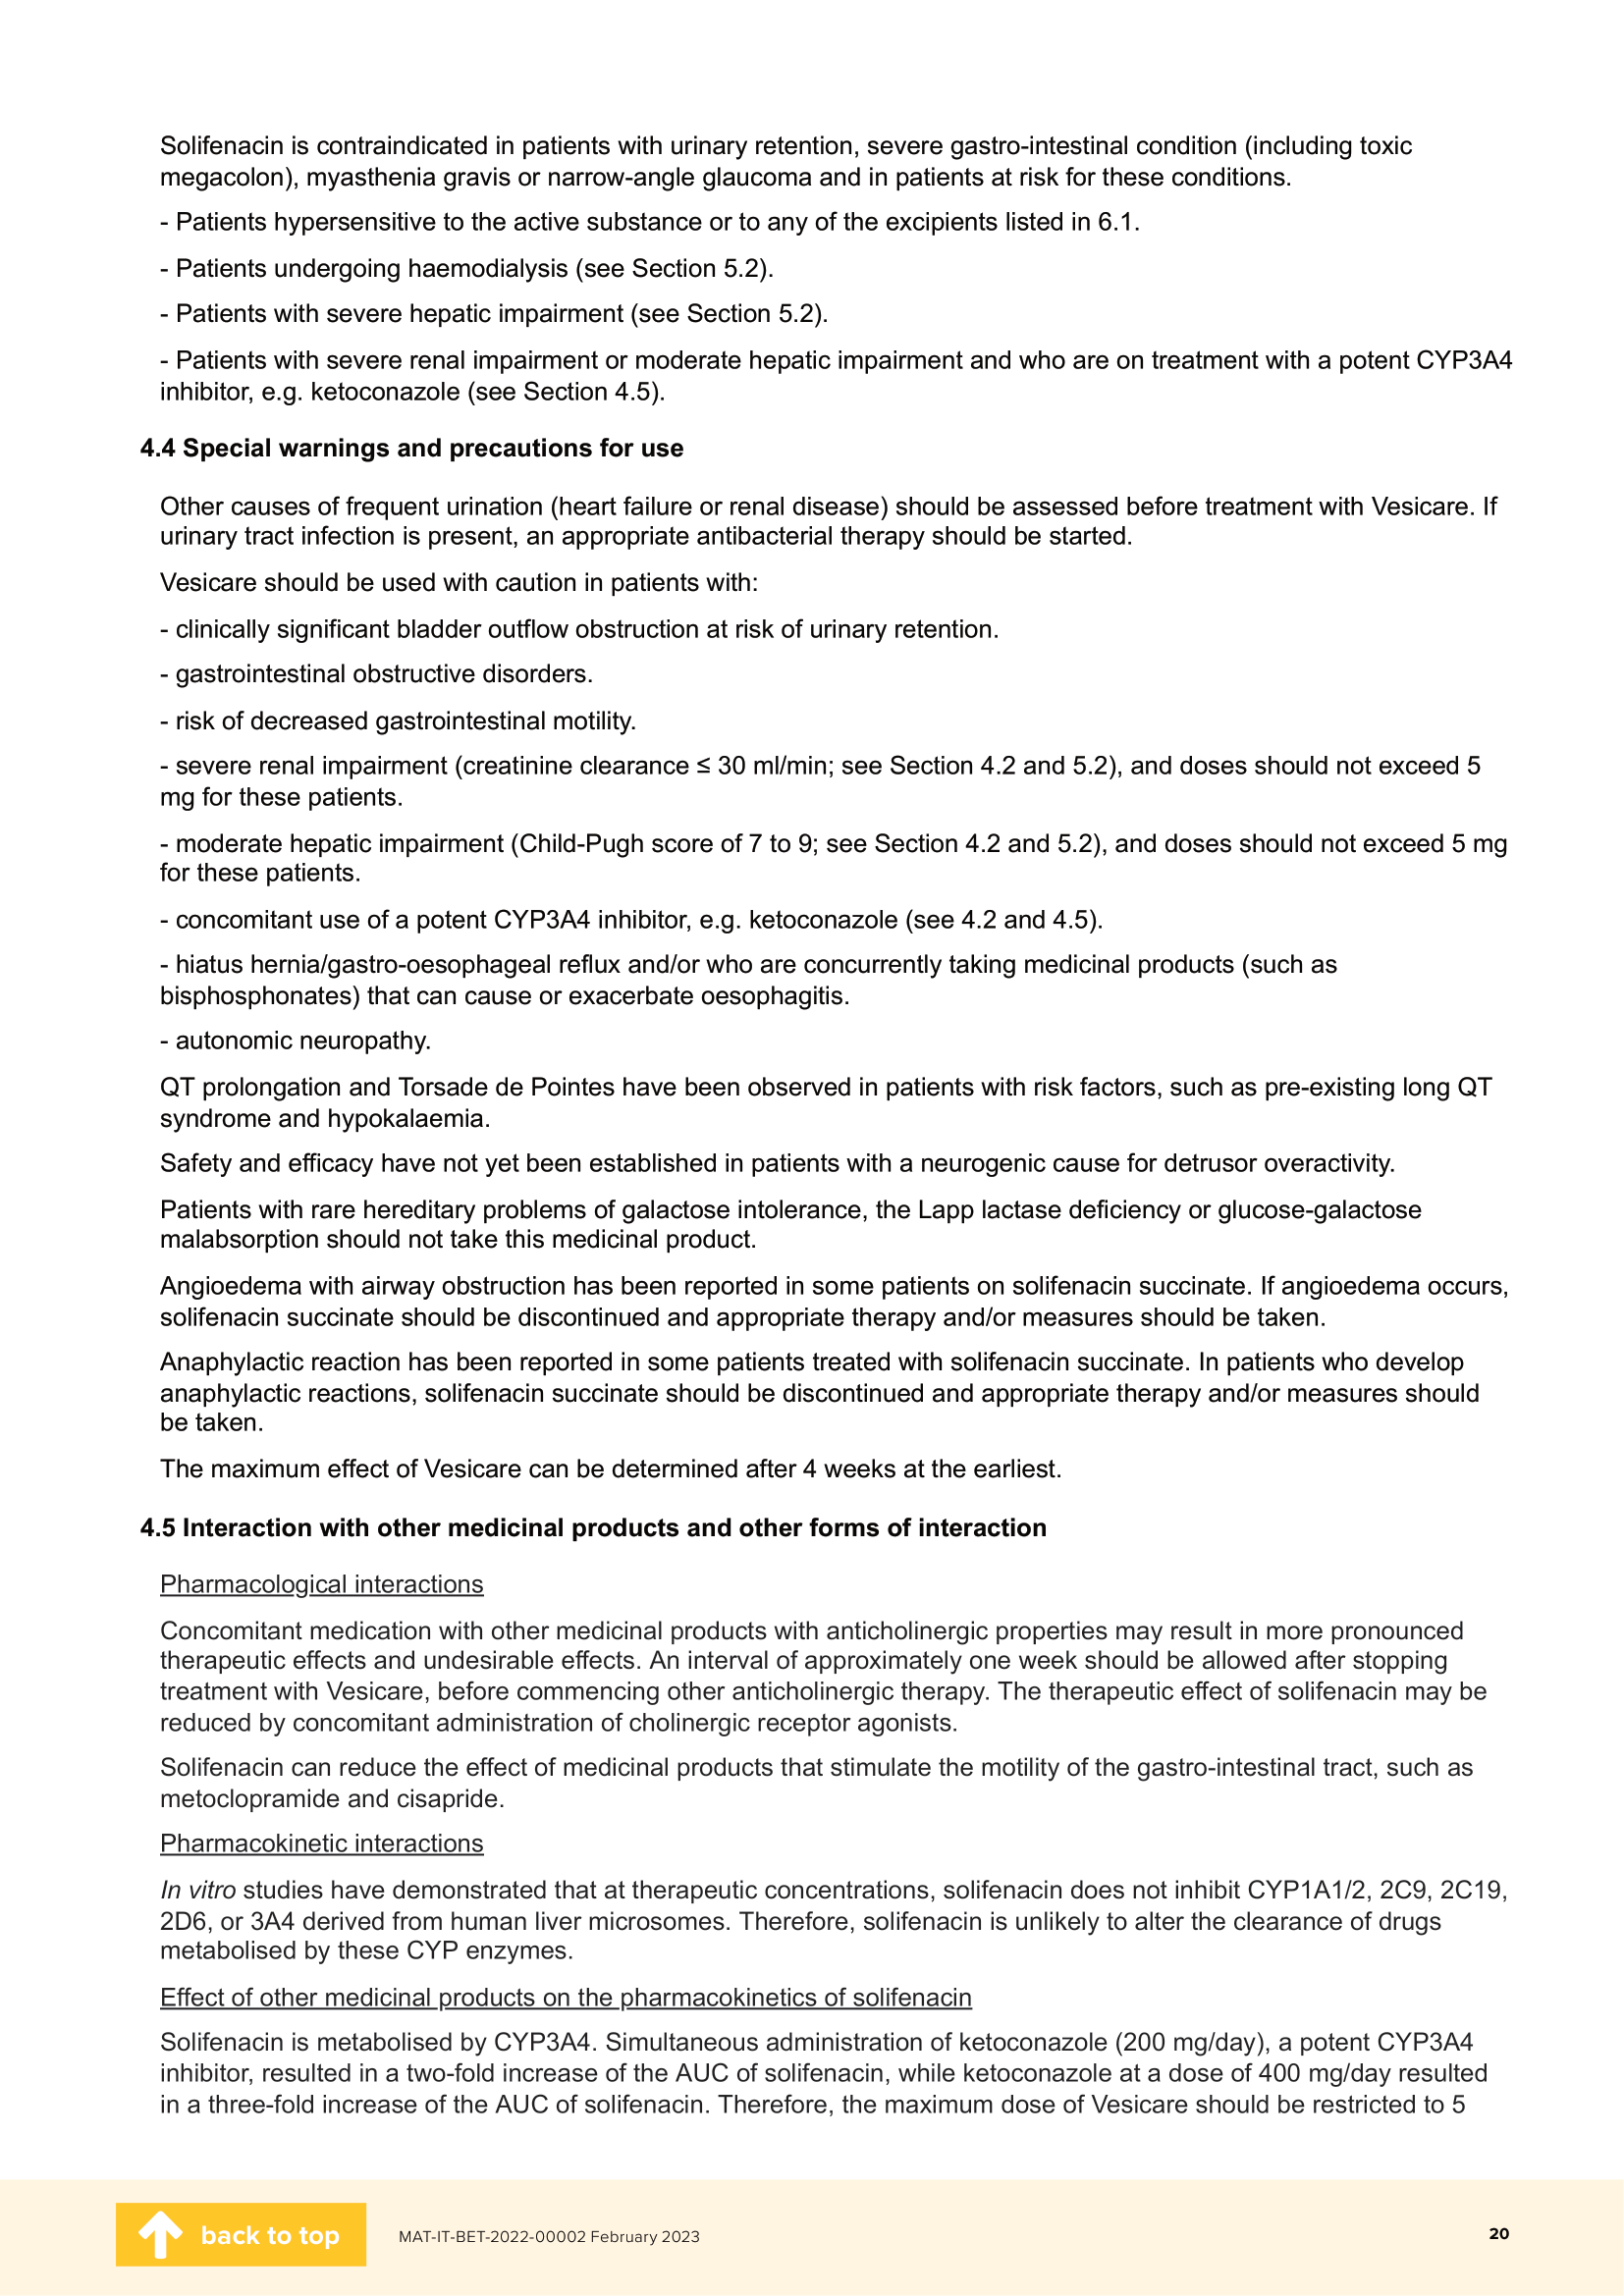 Solifenacin is contraindicated in patients with urinary retention, severe gastro-intestinal condition (including toxic
megacolon), myasthenia gravis or narrow-angle glaucoma and in patients at risk for these conditions.
- Patients hypersensitive to the active substance or to any of the excipients listed in 6.1.
- Patients undergoing haemodialysis (see Section 5.2).
- Patients with severe hepatic impairment (see Section 5.2).
- Patients with severe renal impairment or moderate hepatic impairment and who are on treatment with a potent CYP3A4
inhibitor, e.g. ketoconazole (see Section 4.5).
4.4 Special warnings and precautions for use
Other causes of frequent urination (heart failure or renal disease) should be assessed before treatment with Vesicare. If
urinary tract infection is present, an appropriate antibacterial therapy should be started.
Vesicare should be used with caution in patients with:
- clinically significant bladder outflow obstruction at risk of urinary retention.
- gastrointestinal obstructive disorders.
- risk of decreased gastrointestinal motility.
- severe renal impairment (creatinine clearance ≤ 30 ml/min; see Section 4.2 and 5.2), and doses should not exceed 5
mg for these patients.
- moderate hepatic impairment (Child-Pugh score of 7 to 9; see Section 4.2 and 5.2), and doses should not exceed 5 mg
for these patients.
- concomitant use of a potent CYP3A4 inhibitor, e.g. ketoconazole (see 4.2 and 4.5).
- hiatus hernia/gastro-oesophageal reflux and/or who are concurrently taking medicinal products (such as
bisphosphonates) that can cause or exacerbate oesophagitis.
- autonomic neuropathy.
QT prolongation and Torsade de Pointes have been observed in patients with risk factors, such as pre-existing long QT
syndrome and hypokalaemia.
Safety and efficacy have not yet been established in patients with a neurogenic cause for detrusor overactivity.
Patients with rare hereditary problems of galactose intolerance, the Lapp lactase deficiency or glucose-galactose
malabsorption should not take this medicinal product.
Angioedema with airway obstruction has been reported in some patients on solifenacin succinate. If angioedema occurs,
solifenacin succinate should be discontinued and appropriate therapy and/or measures should be taken.
Anaphylactic reaction has been reported in some patients treated with solifenacin succinate. In patients who develop
anaphylactic reactions, solifenacin succinate should be discontinued and appropriate therapy and/or measures should
be taken.
The maximum effect of Vesicare can be determined after 4 weeks at the earliest.
4.5 Interaction with other medicinal products and other forms of interaction
Pharmacological interactions
Concomitant medication with other medicinal products with anticholinergic properties may result in more pronounced
therapeutic effects and undesirable effects. An interval of approximately one week should be allowed after stopping
treatment with Vesicare, before commencing other anticholinergic therapy. The therapeutic effect of solifenacin may be
reduced by concomitant administration of cholinergic receptor agonists.
Solifenacin can reduce the effect of medicinal products that stimulate the motility of the gastro-intestinal tract, such as
metoclopramide and cisapride.
Pharmacokinetic interactions
In vitro studies have demonstrated that at therapeutic concentrations, solifenacin does not inhibit CYP1A1/2, 2C9, 2C19,
2D6, or 3A4 derived from human liver microsomes. Therefore, solifenacin is unlikely to alter the clearance of drugs
metabolised by these CYP enzymes.
Effect of other medicinal products on the pharmacokinetics of solifenacin
Solifenacin is metabolised by CYP3A4. Simultaneous administration of ketoconazole (200 mg/day), a potent CYP3A4
inhibitor, resulted in a two-fold increase of the AUC of solifenacin, while ketoconazole at a dose of 400 mg/day resulted
in a three-fold increase of the AUC of solifenacin. Therefore, the maximum dose of Vesicare should be restricted to 5
back to top
MAT-IT-BET-2022-00002 February 2023
20